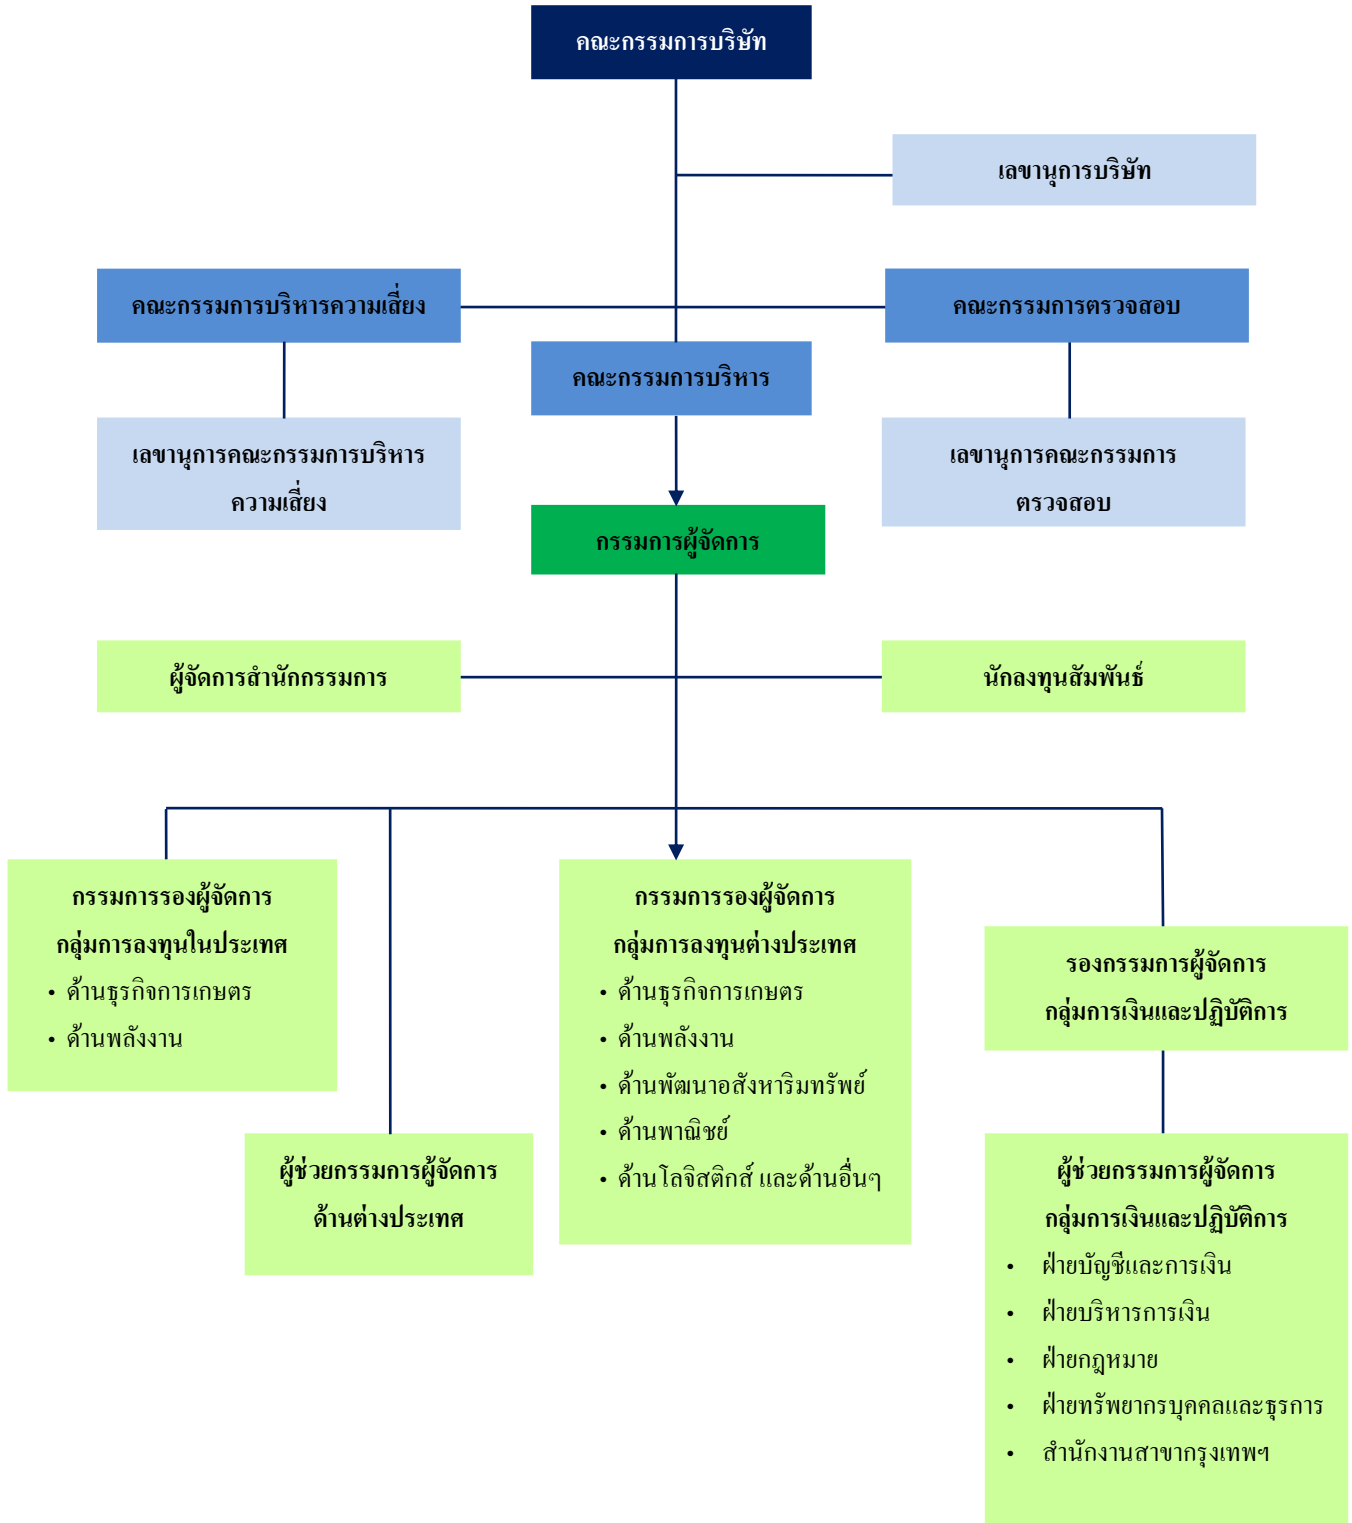 คณะกรรมการบริษัท
เลขานุการบริษัท
คณะกรรมการบริหารความเสี่ยง
คณะกรรมการตรวจสอบ
คณะกรรมการบริหาร
เลขานุการคณะกรรมการบริหาร
ความเสี่ยง
เลขานุการคณะกรรมการ
ตรวจสอบ
กรรมการผู้จัดการ
ผู้จัดการสำนักกรรมการ
นักลงทุนสัมพันธ์
กรรมการรองผู้จัดการ
กลุ่มการลงทุนในประเทศ
• ด้านธุรกิจการเกษตร
• ด้านพลังงาน
ผู้ช่วยกรรมการผู้จัดการ
ด้านต่างประเทศ
กรรมการรองผู้จัดการ
กลุ่มการลงทุนต่างประเทศ
• ด้านธุรกิจการเกษตร
• ด้านพลังงาน
• ด้านพัฒนาอสังหาริมทรัพย์
• ด้านพาณิชย์
• ด้านโลจิสติกส์ และด้านอื่นๆ
รองกรรมการผู้จัดการ
กลุ่มการเงินและปฏิบัติการ
ผู้ช่วยกรรมการผู้จัดการ
กลุ่มการเงินและปฏิบัติการ
• ฝ่ายบัญชีและการเงิน
• ฝ่ายบริหารการเงิน
• ฝ่ายกฎหมาย
• ฝ่ายทรัพยากรบุคคลและธุรการ
• สำนักงานสาขากรุงเทพฯ